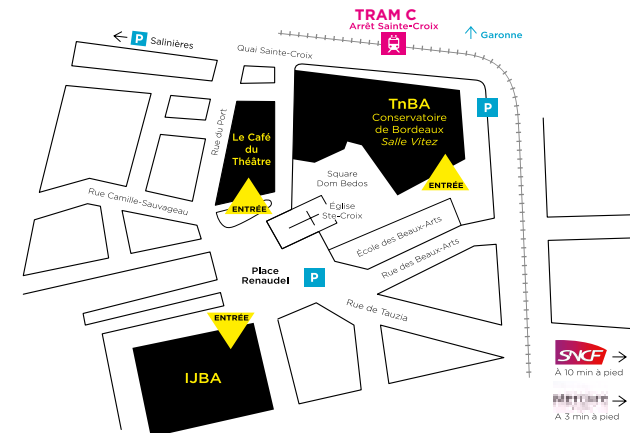 TRAM C
Arrêt Sainte-Croix
Garonne
P Salinières
Quai Sainte-Croix
TnBA
Conservatoire
de Bordeaux
Salle Vitez
P
Rue du Port
Le Café
du
Théâtre
Square
Dom Bedos
ENTRÉE
Rue Camille-Sauvageau
ENTRÉE
Église
Ste-Croix
École des Beaux-Arts
Rue des Beaux-Arts
Place
Renaudel
P
Rue de Tauzia
ENTRÉE
IJBA
SNCF
À 10 min à pied
A 3 min à pied